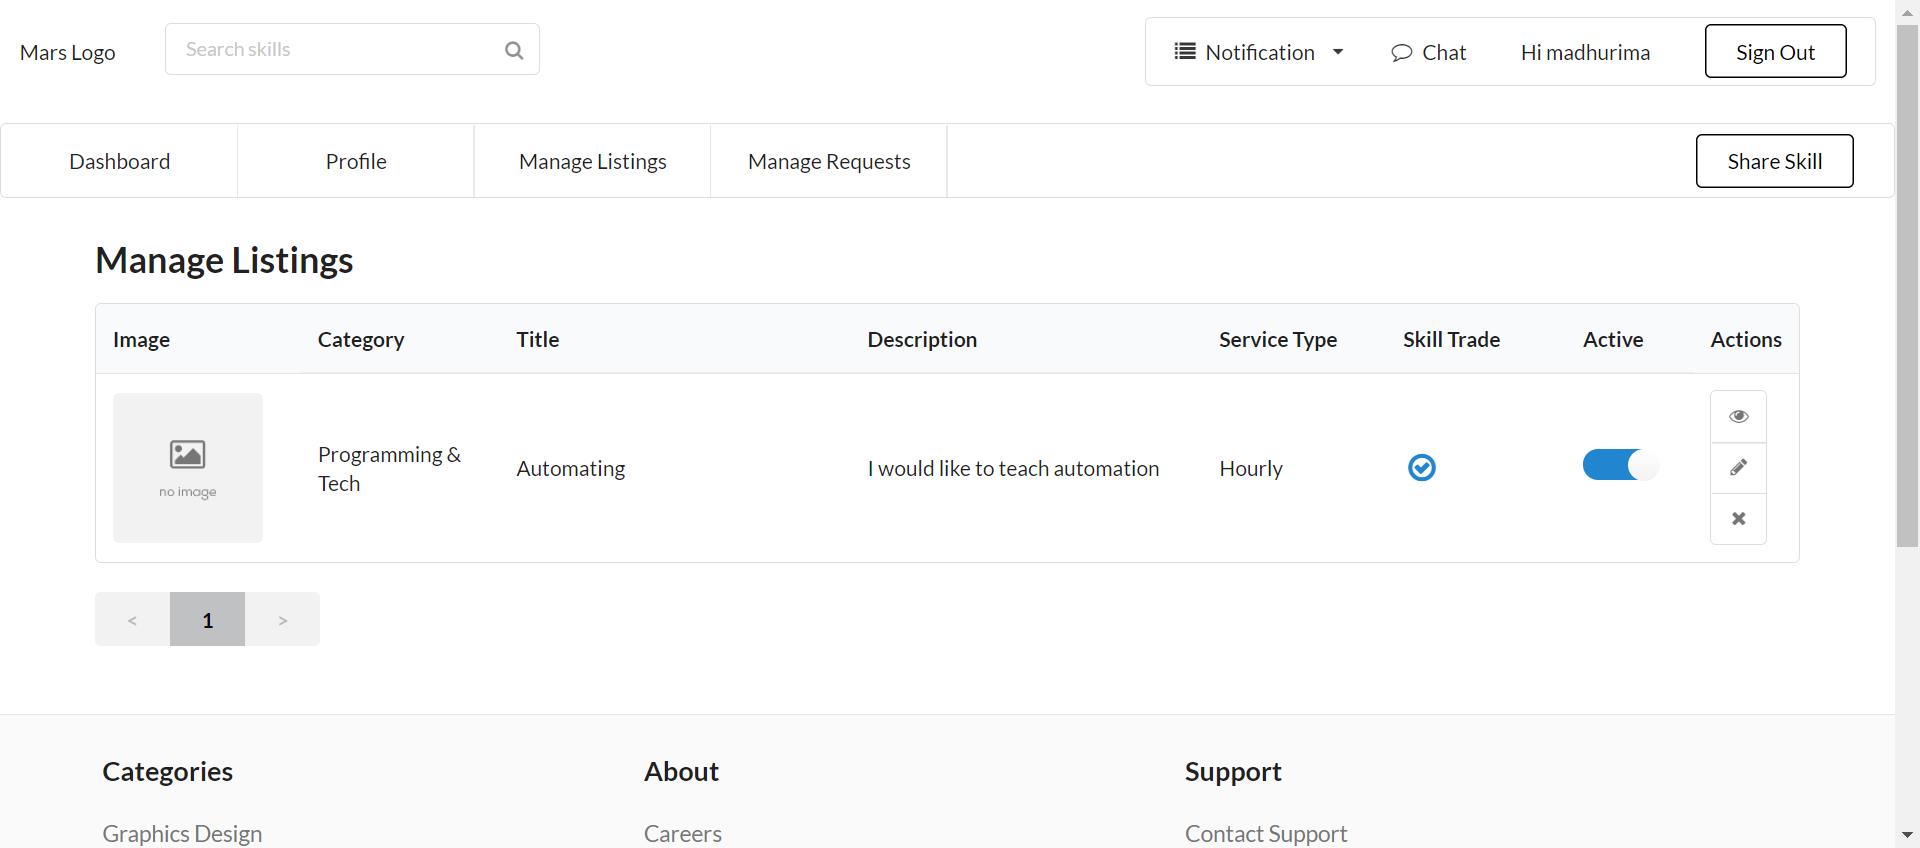 Mars Logo
Search skills
Notification
Chat
Hi madhurima
Sign Out
Dashboard
Profile
Manage Listings
Manage Requests
Share Skill
Manage Listings
Image Category Title Description Service Type Skill Trade Active Actions
no image
Programming &
Tech
Automating
I would like to teach automation
Hourly
< 1 >
Categories
About
Support
Graphics Design
Careers
Contact Support